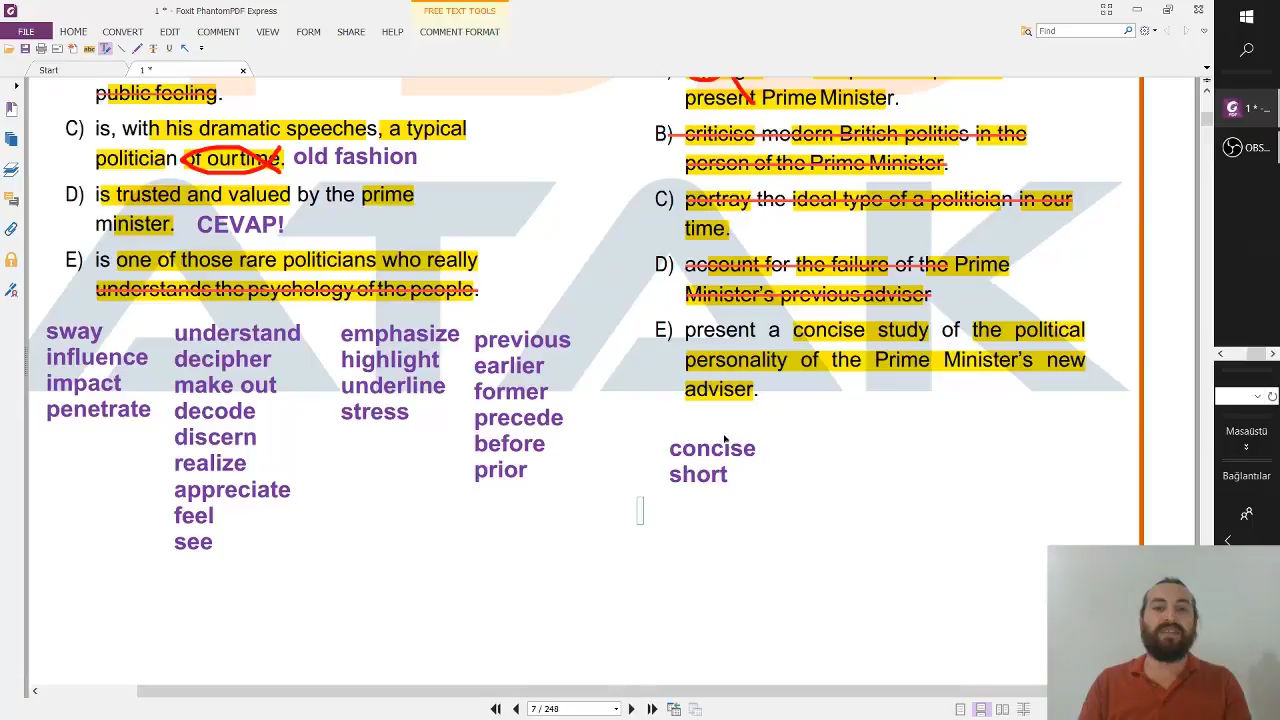 1 * - Foxit PhantomPDF Express
FREE TEXT TOOLS
FILE
HOME
CONVERT
EDIT
COMMENT
VIEW
FORM
SHARE
HELP
COMMENT FORMAT
Find
Start
1 *
public feeling.
C) is, with his dramatic speeches, a typical
politician of our time. old fashion
D) is trusted and valued by the prime
minister. CEVAP!
E) is one of those rare politicians who really
understands the psychology of the people.
sway
influence
impact
penetrate
understand
decipher
make out
decode
discern
realize
appreciate
feel
see
emphasize
highlight
underline
stress
previous
earlier
former
precede
before
prior
present Prime Minister.
B) criticise modern British politics in the
person of the Prime Minister.
C) portray the ideal type of a politician in our
time.
D) account for the failure of the Prime
Minister's previous adviser
E) present a concise study of the political
personality of the Prime Minister's new
adviser.
concise
short
ATAK
7 / 248
1 * -...
OBS...
Masaüstü
Bağlantılar